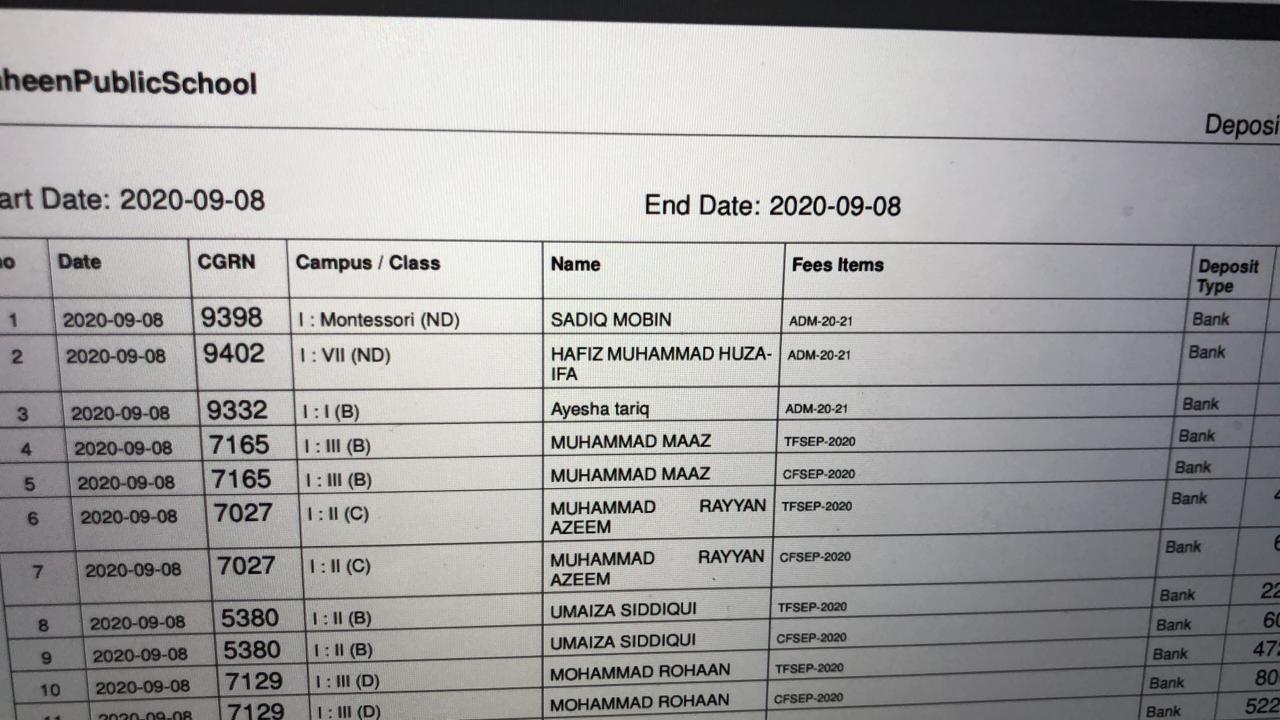 heenPublicSchool
Deposi
art Date: 2020-09-08 End Date: 2020-09-08
no Date CGRN Campus / Class Name Fees Items Deposit Type
1 2020-09-08 9398 I : Montessori (ND) SADIQ MOBIN ADM-20-21 Bank
2 2020-09-08 9402 I : VII (ND) HAFIZ MUHAMMAD HUZA-
IFA ADM-20-21 Bank
3 2020-09-08 9332 I : I (B) Ayesha tariq ADM-20-21 Bank
4 2020-09-08 7165 I : III (B) MUHAMMAD MAAZ TFSEP-2020 Bank
5 2020-09-08 7165 I : III (B) MUHAMMAD MAAZ CFSEP-2020 Bank
6 2020-09-08 7027 I : II (C) MUHAMMAD RAYYAN
AZEEM TFSEP-2020 Bank
7 2020-09-08 7027 I : II (C) MUHAMMAD RAYYAN
AZEEM CFSEP-2020 Bank
8 2020-09-08 5380 I : II (B) UMAIZA SIDDIQUI TFSEP-2020 Bank 22
9 2020-09-08 5380 I : II (B) UMAIZA SIDDIQUI CFSEP-2020 Bank 60
10 2020-09-08 7129 I : III (D) MOHAMMAD ROHAAN TFSEP-2020 Bank 47
11 2020-09-08 7129 I : III (D) MOHAMMAD ROHAAN CFSEP-2020 Bank 80
Bank 522